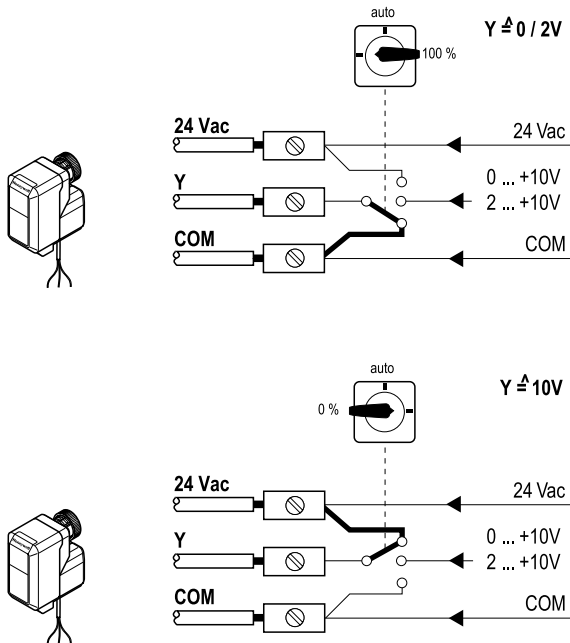 auto
Y ≙ 0 / 2V
100 %
24 Vac
24 Vac
0 ... +10V
Y
2 ... +10V
COM
COM
auto
Y ≙ 10V
0 %
24 Vac
24 Vac
0 ... +10V
Y
2 ... +10V
COM
COM